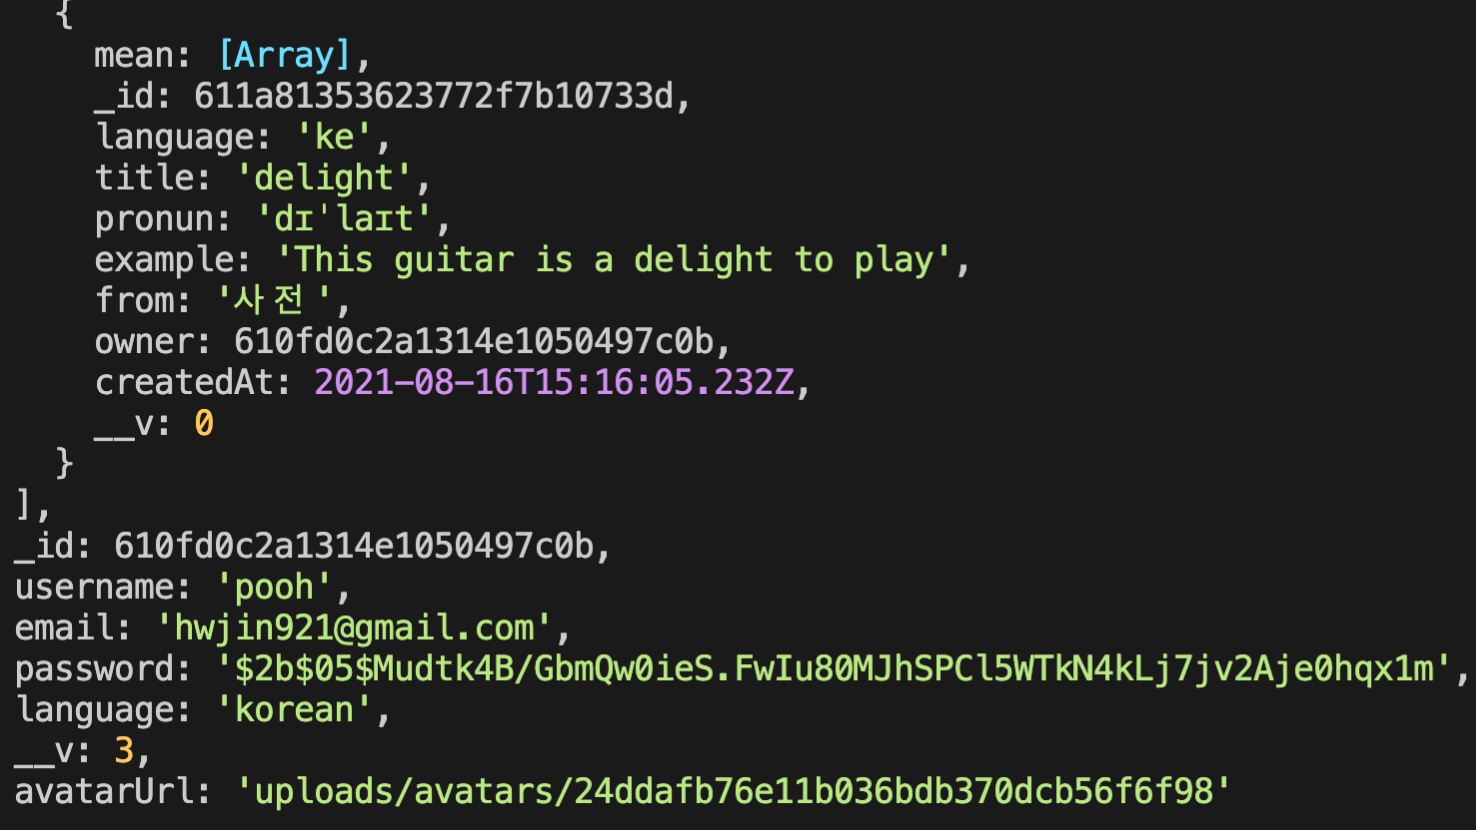 {
mean: [Array],
_id: 611a81353623772f7b10733d,
language: 'ke',
title: 'delight',
pronun: 'dɪˈlaɪt',
example: 'This guitar is a delight to play',
from: '사전',
owner: 610fd0c2a1314e1050497c0b,
createdAt: 2021-08-16T15:16:05.232Z,
__v: 0
}
],
_id: 610fd0c2a1314e1050497c0b,
username: 'pooh',
email: 'hwjin921@gmail.com',
password: '$2b$05$Mudtk4B/GbmQw0ieS.FwIu80MJhSPCl5WTkN4kLj7jv2Aje0hqx1m',
language: 'korean',
__v: 3,
avatarUrl: 'uploads/avatars/24ddafb76e11b036bdb370dcb56f6f98'